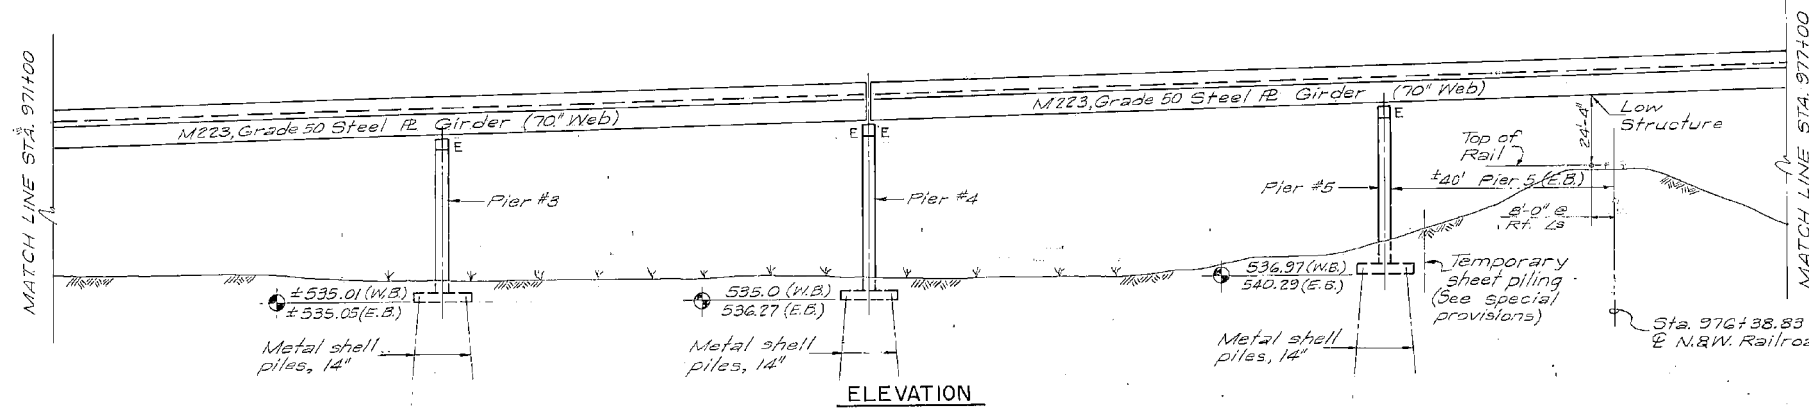 MATCH LINE STA. 971+00
M223, Grade 50 Steel PL Girder (70" Web)
M223, Grade 50 Steel PL Girder (70" Web)
E
E E
E
24'-4"
Low
Structure
Top of
Rail
±40' Pier 5 (E.B.)
8'-0" @
Rt. Ls
Pier #3
Pier #4
Pier #5
±535.01 (W.B.)
±535.05 (E.B.)
535.0 (W.B.)
536.27 (E.B.)
536.97 (W.B.)
540.29 (E.B.)
Temporary
sheet piling
(See special
provisions)
Metal shell
piles, 14"
Metal shell
piles, 14"
Metal shell
piles, 14"
Sta. 976+38.83
℄ N.&W. Railroa
MATCH LINE STA. 977+00
ELEVATION